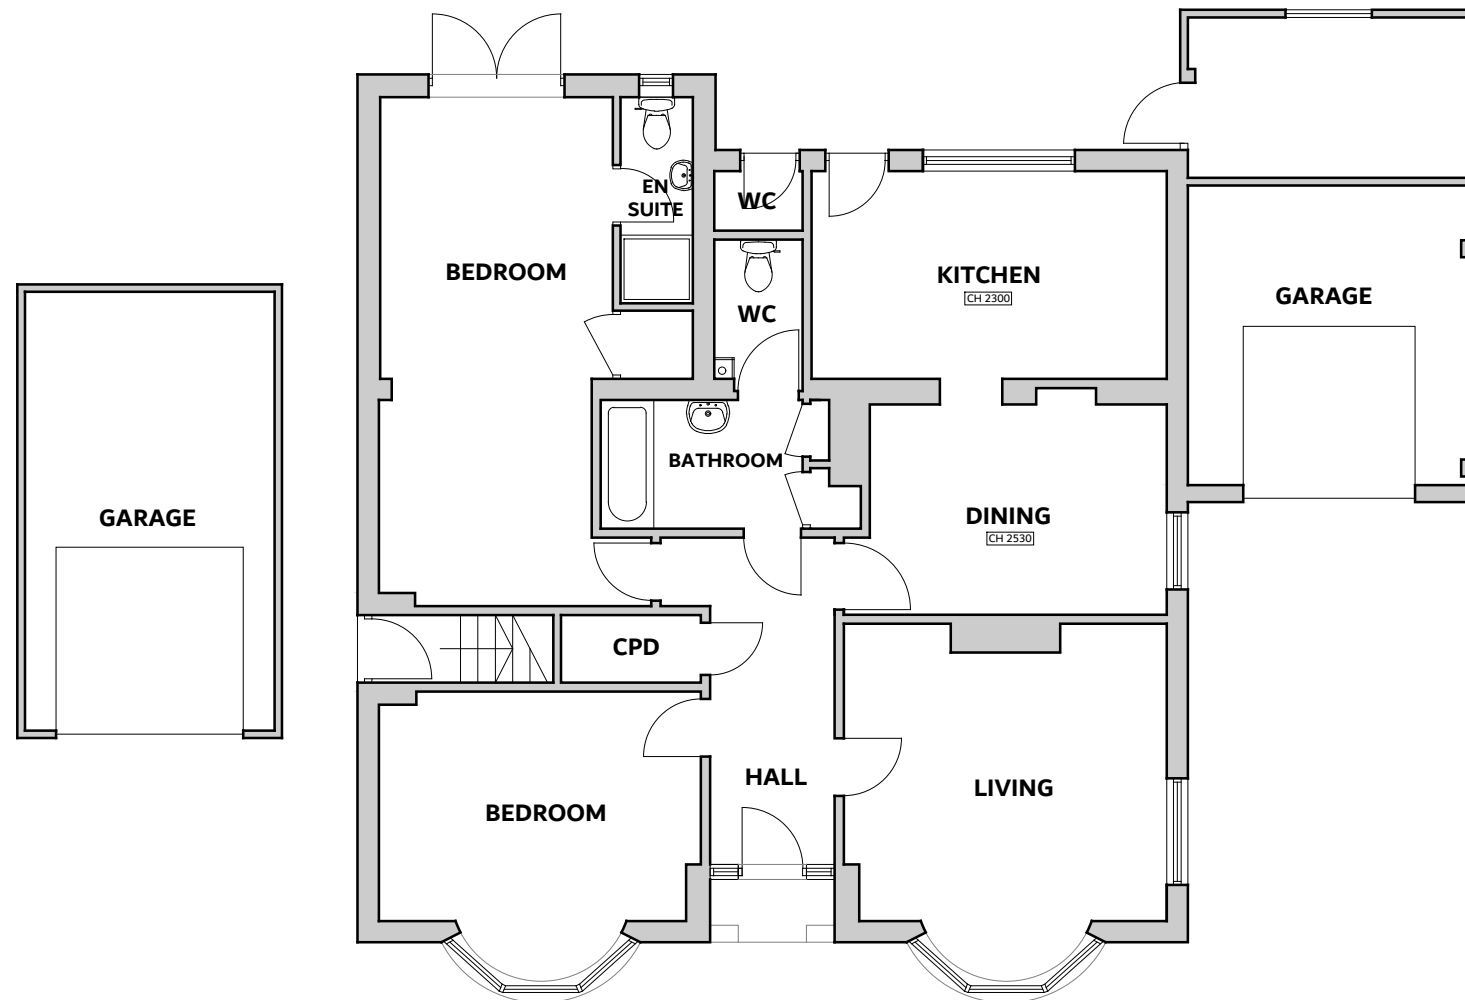 EN
SUITE
WC
BEDROOM
KITCHEN
CH 2300
GARAGE
WC
BATHROOM
GARAGE
DINING
CH 2530
CPD
HALL
LIVING
BEDROOM